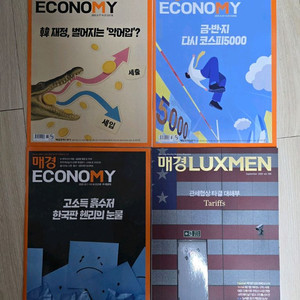 ECONOMY
韓 재정, 벌어지는 '악어입'?
세출
세입
ECONOMY
금·반·지
다시 코스피5000
5000
매경
ECONOMY
고소득 흙수저
한국판 헨리의 눈물
매경LUXMEN
관세협상 타결 대해부
Tariffs